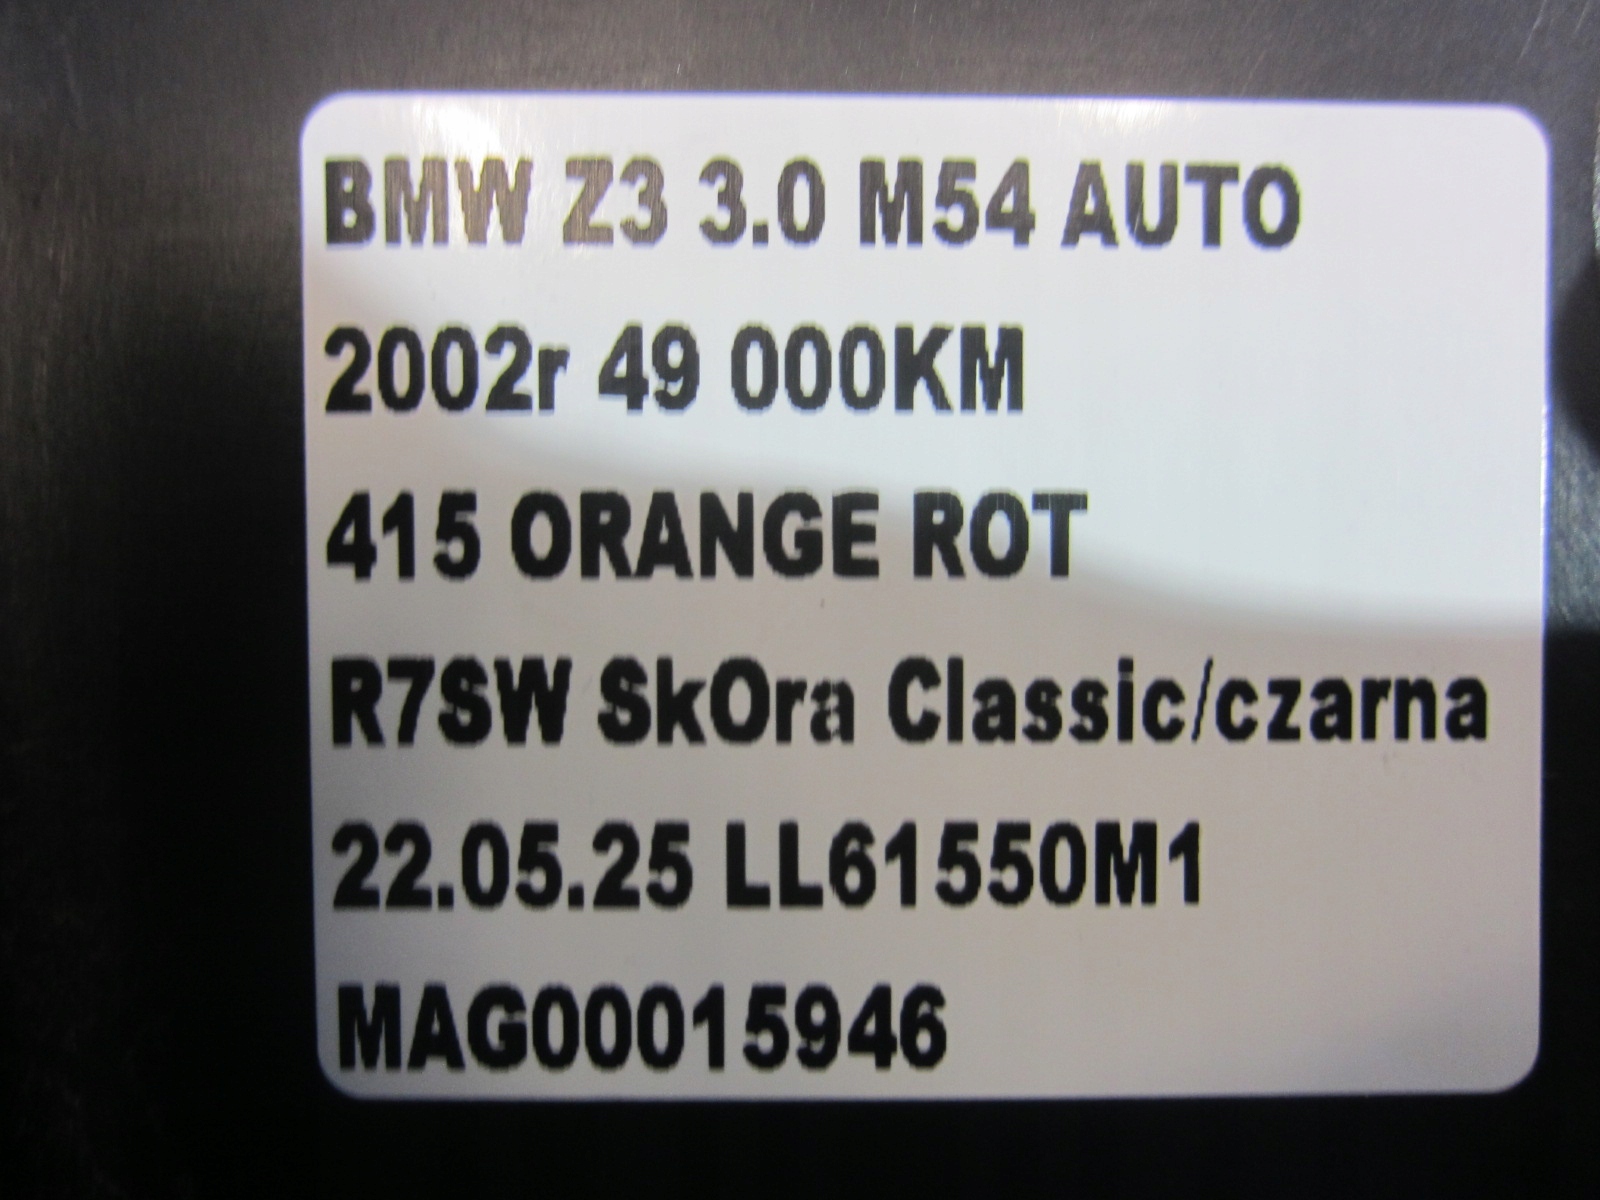 BMW Z3 3.0 M54 AUTO
2002r 49 000KM
415 ORANGE ROT
R7SW SkOra Classic/czarna
22.05.25 LL61550M1
MAG00015946